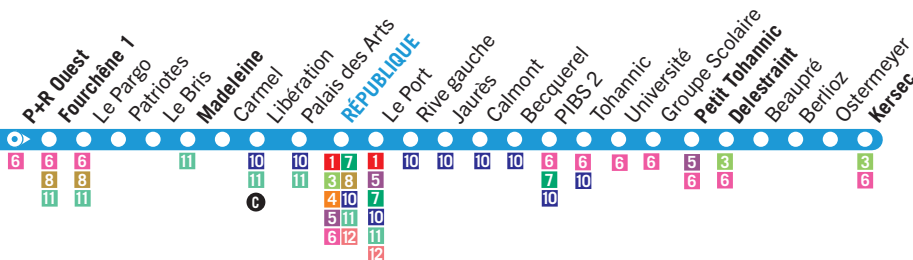 P+R Ouest
Fourchêne 1
Le Pargo
Patriotes
Le Bris
Madeleine
Carmel
Libération
Palais des Arts
RÉPUBLIQUE
Le Port
Rive gauche
Jaurès
Calmont
Becquerel
PIBS 2
Tohannic
Université
Groupe Scolaire
Petit Tohannic
Delestraint
Beaupré
Berlioz
Ostermeyer
Kersec
6 6 6 11 10 10 1 7 1 10 10 10 10 6 6 6 6 5 3 3
8 8 11 11 3 8 5 7 10 6 6 6
11 11 C 4 10 7 10
5 11 10
6 12 11
12